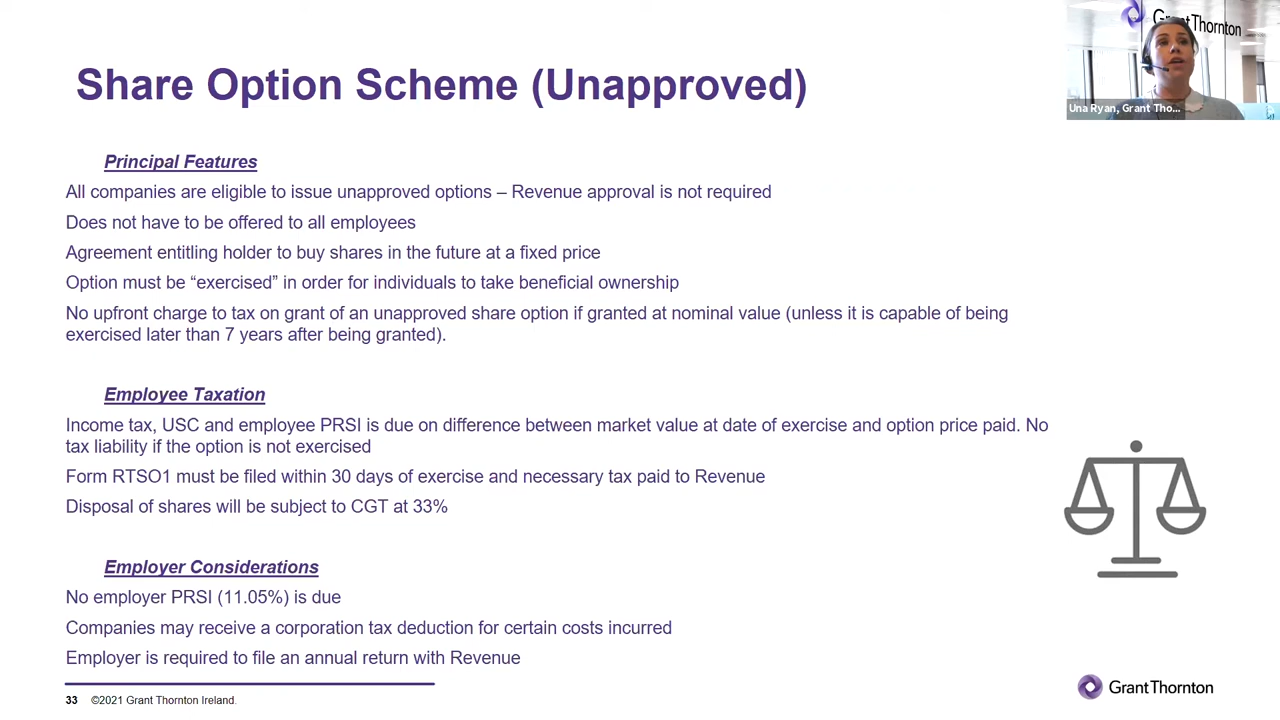 Grant Thornton
Una Ryan, Grant Tho...
Share Option Scheme (Unapproved)
Principal Features
All companies are eligible to issue unapproved options – Revenue approval is not required
Does not have to be offered to all employees
Agreement entitling holder to buy shares in the future at a fixed price
Option must be “exercised” in order for individuals to take beneficial ownership
No upfront charge to tax on grant of an unapproved share option if granted at nominal value (unless it is capable of being
exercised later than 7 years after being granted).
Employee Taxation
Income tax, USC and employee PRSI is due on difference between market value at date of exercise and option price paid. No
tax liability if the option is not exercised
Form RTSO1 must be filed within 30 days of exercise and necessary tax paid to Revenue
Disposal of shares will be subject to CGT at 33%
Employer Considerations
No employer PRSI (11.05%) is due
Companies may receive a corporation tax deduction for certain costs incurred
Employer is required to file an annual return with Revenue
33 ©2021 Grant Thornton Ireland.
GrantThornton